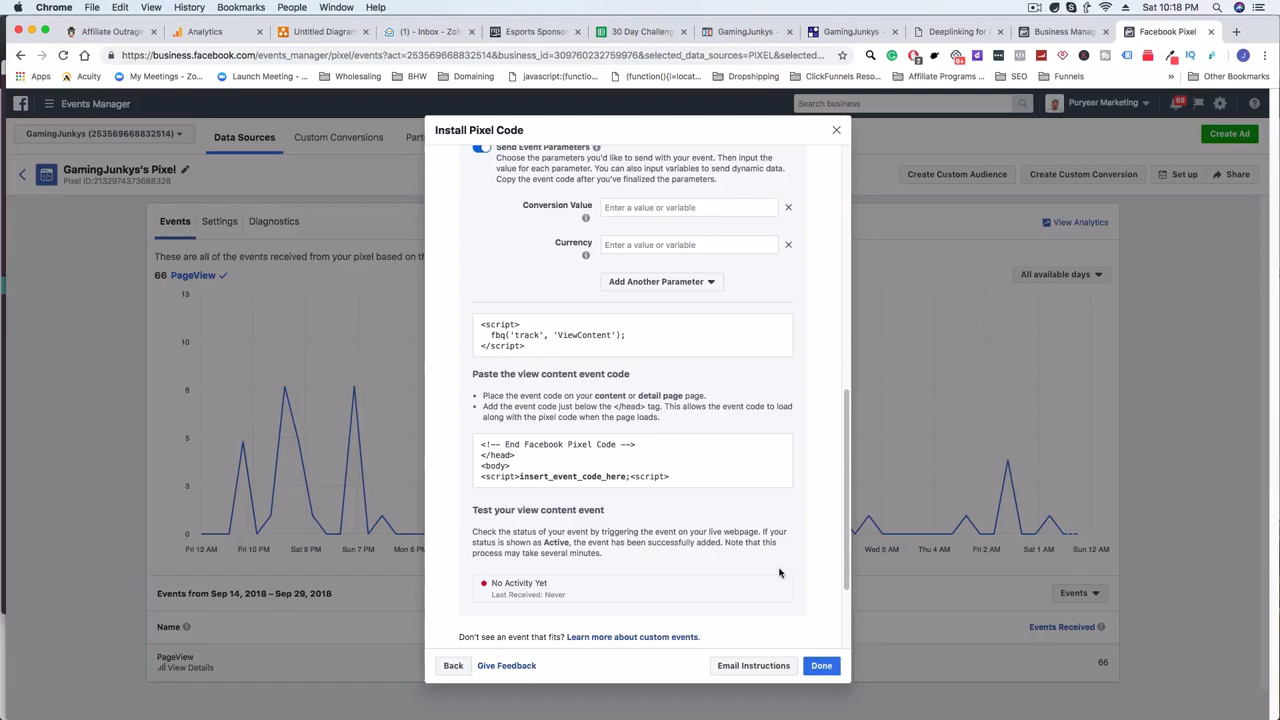 Chrome File Edit View History Bookmarks People Window Help
Sat 10:18 PM
Affiliate Outrage
Analytics
Untitled Diagram
(1) - Inbox - Zoh
Esports Sponsor
30 Day Challeng
GamingJunkys -
GamingJunkys -
Deeplinking for
Business Manag
Facebook Pixel
https://business.facebook.com/events_manager/pixel/events?act=253569668832514&business_id=309760232759976&selected_data_sources=PIXEL&selected...
Apps Acuity My Meetings - Zo... Launch Meeting - ... Wholesaling BHW Domaining javascript:(functio... (function(){t=locat... Dropshipping ClickFunnels Reso... Affiliate Programs ... SEO Funnels » Other Bookmarks
Events Manager
Search business
Puryear Marketing
69
GamingJunkys (253569668832514)
Data Sources
Custom Conversions
Part
Create Ad
GamingJunkys's Pixel
Pixel ID:2132974373668328
Create Custom Audience
Create Custom Conversion
Set up
Share
Events Settings Diagnostics
View Analytics
These are all of the events received from your pixel based on th
66 PageView
All available days
13
10
8
5
3
0
Fri 12 AM Fri 10 PM Sat 9 PM Sun 7 PM Mon 6 P
Wed 5 AM Thu 4 AM Fri 2 AM Sat 1 AM Sun 12 AM
Events from Sep 14, 2018 - Sep 29, 2018
Events
Name
Events Received
PageView
View Details
66
Install Pixel Code
Send Event Parameters
Choose the parameters you'd like to send with your event. Then input the
value for each parameter. You can also input variables to send dynamic data.
Copy the event code after you've finalized the parameters.
Conversion Value
Enter a value or variable
Currency
Enter a value or variable
Add Another Parameter
<script>
fbq('track', 'ViewContent');
</script>
Paste the view content event code
• Place the event code on your content or detail page page.
• Add the event code just below the </head> tag. This allows the event code to load
along with the pixel code when the page loads.
<!-- End Facebook Pixel Code -->
</head>
<body>
<script>insert_event_code_here;<script>
Test your view content event
Check the status of your event by triggering the event on your live webpage. If your
status is shown as Active, the event has been successfully added. Note that this
process may take several minutes.
No Activity Yet
Last Received: Never
Don't see an event that fits? Learn more about custom events.
Back
Give Feedback
Email Instructions
Done